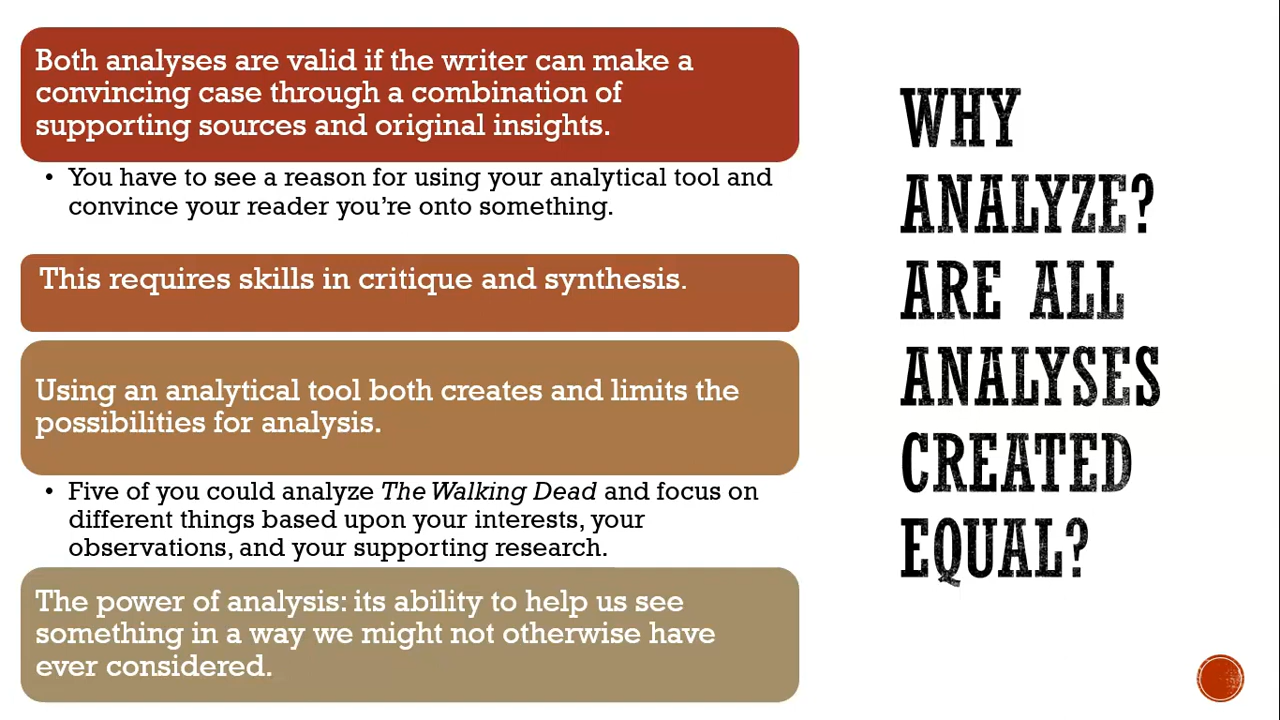 Both analyses are valid if the writer can make a
convincing case through a combination of
supporting sources and original insights.
• You have to see a reason for using your analytical tool and
convince your reader you’re onto something.
This requires skills in critique and synthesis.
Using an analytical tool both creates and limits the
possibilities for analysis.
• Five of you could analyze The Walking Dead and focus on
different things based upon your interests, your
observations, and your supporting research.
The power of analysis: its ability to help us see
something in a way we might not otherwise have
ever considered.
WHY
ANALYZE?
ARE ALL
ANALYSES
CREATED
EQUAL?